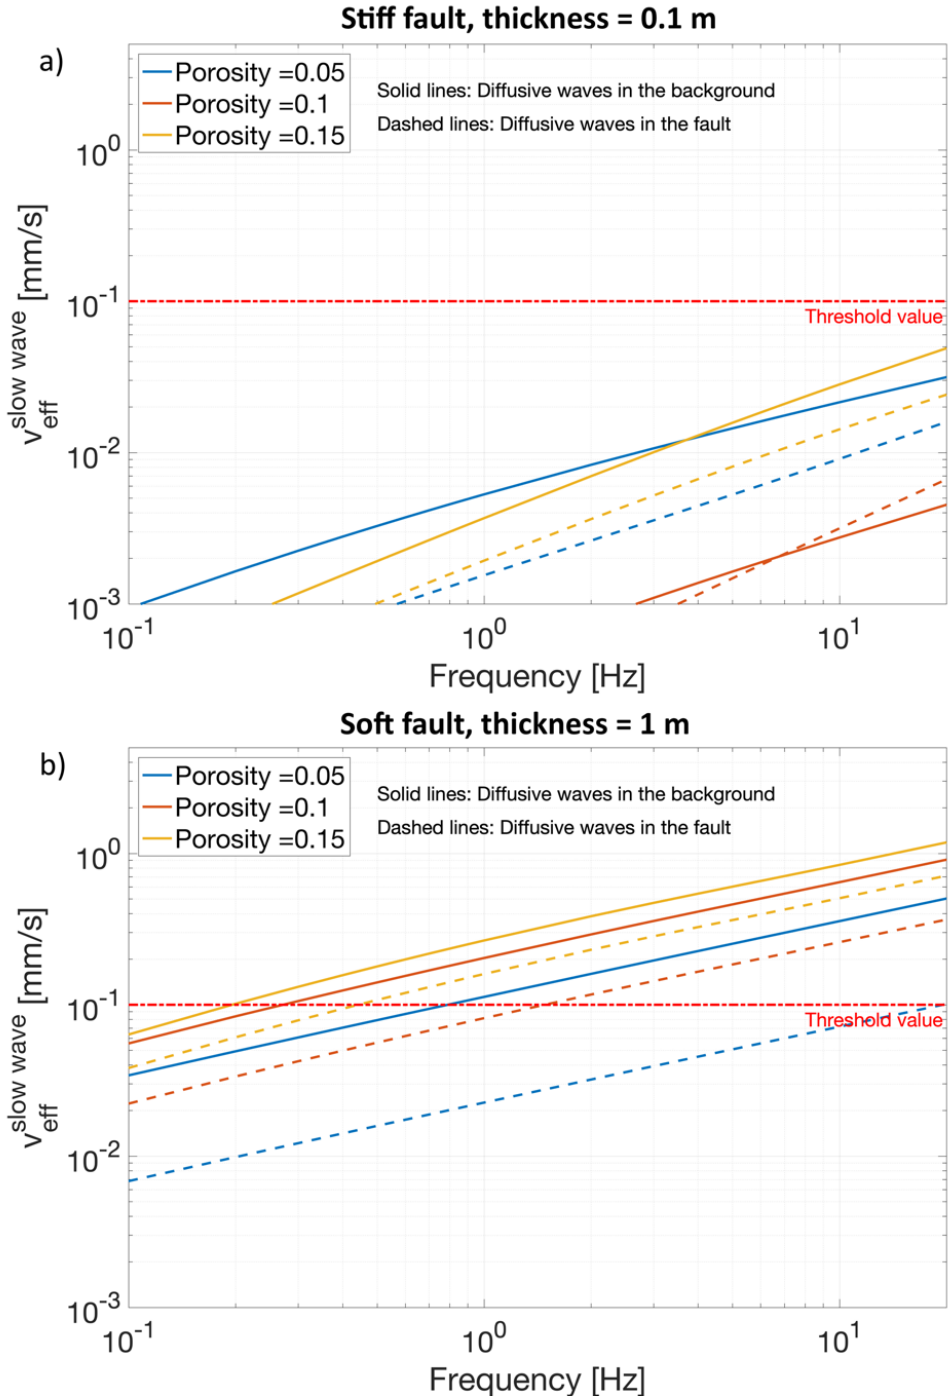 Stiff fault, thickness = 0.1 m
a)
Porosity =0.05
Porosity =0.1
Porosity =0.15
Solid lines: Diffusive waves in the background
Dashed lines: Diffusive waves in the fault
10^0
10^-1
10^-2
10^-3
v_eff^slow wave [mm/s]
Threshold value
10^-1
10^0
10^1
Frequency [Hz]
Soft fault, thickness = 1 m
b)
Porosity =0.05
Porosity =0.1
Porosity =0.15
Solid lines: Diffusive waves in the background
Dashed lines: Diffusive waves in the fault
10^0
10^-1
10^-2
10^-3
v_eff^slow wave [mm/s]
Threshold value
10^-1
10^0
10^1
Frequency [Hz]